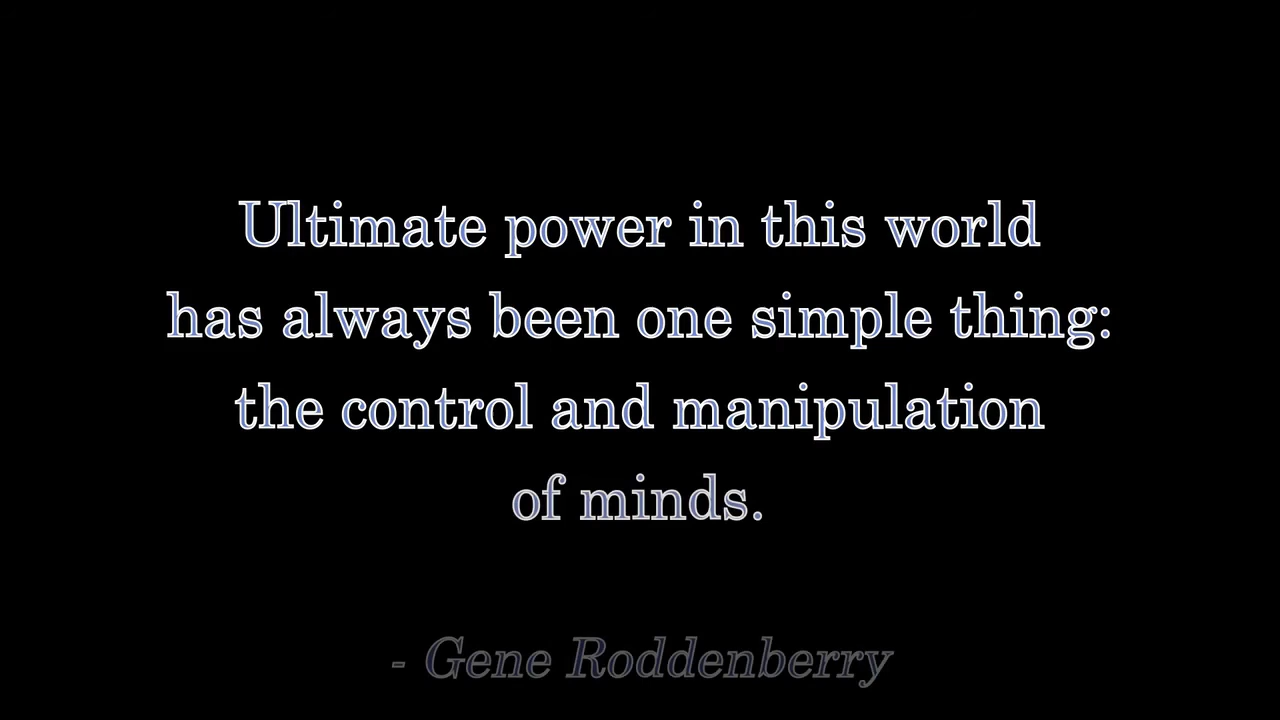 Ultimate power in this world
has always been one simple thing:
the control and manipulation
of minds.
- Gene Roddenberry